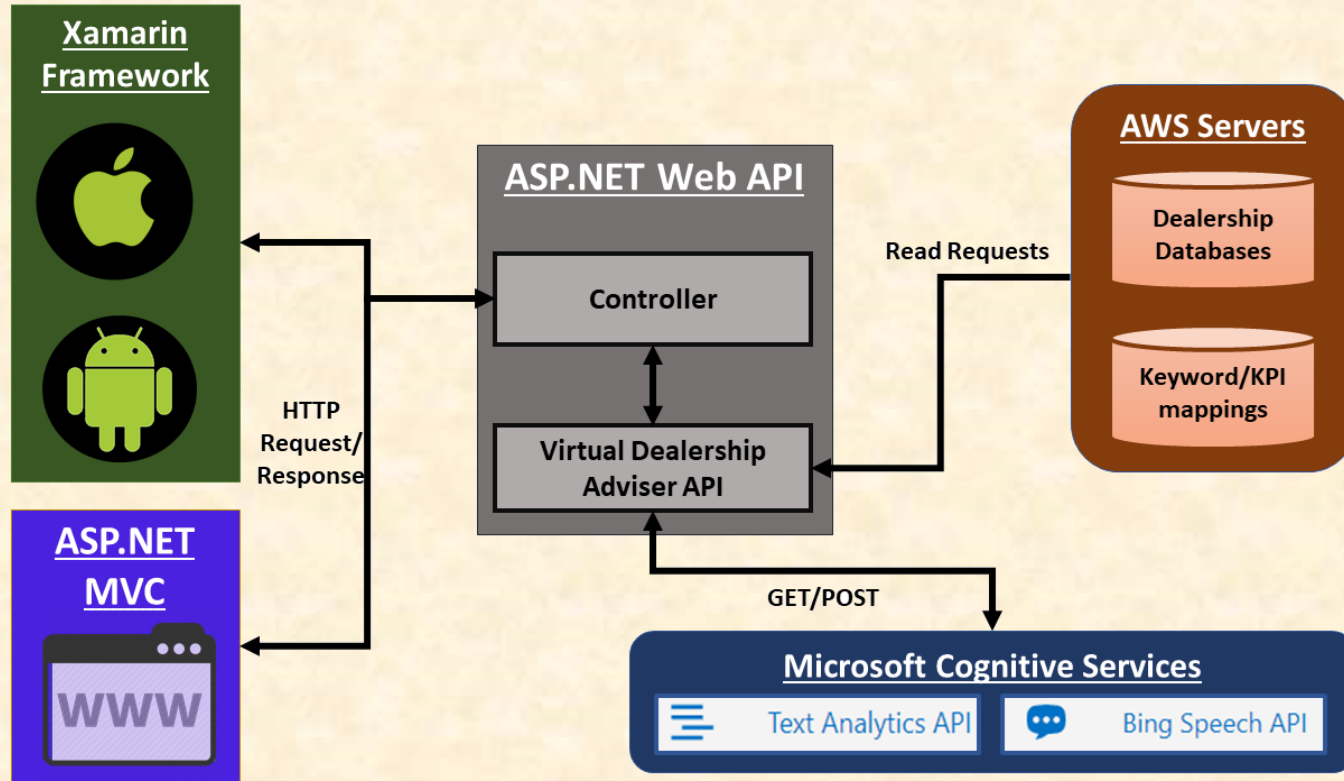 Xamarin
Framework
ASP.NET
MVC
WWW
HTTP
Request/
Response
ASP.NET Web API
Controller
Virtual Dealership
Adviser API
Read Requests
AWS Servers
Dealership
Databases
Keyword/KPI
mappings
GET/POST
Microsoft Cognitive Services
Text Analytics API
Bing Speech API